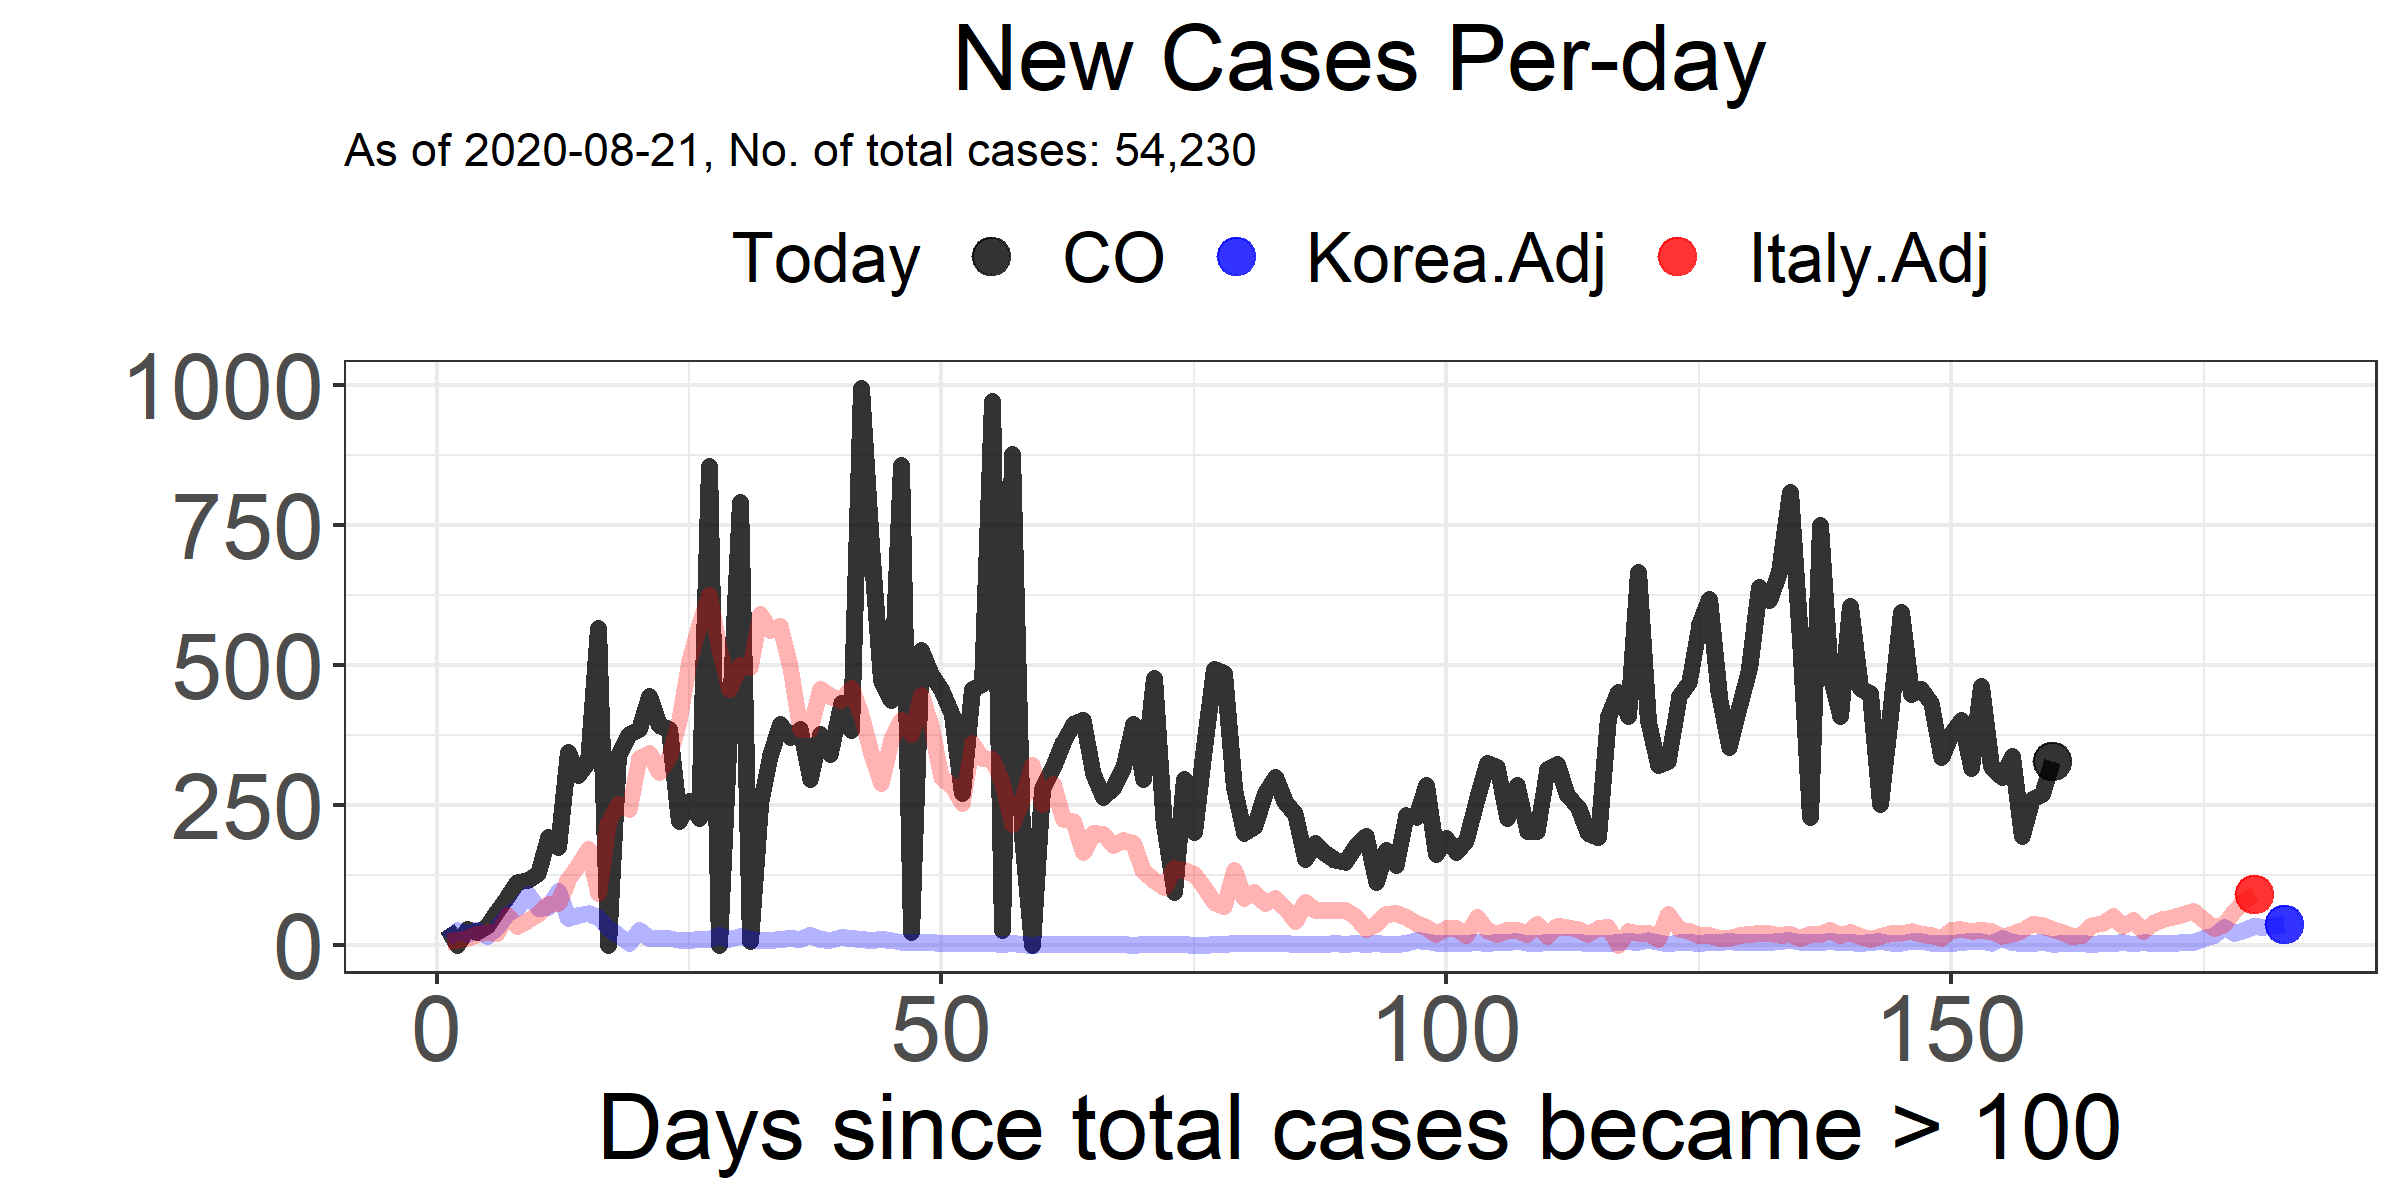 New Cases Per-day
As of 2020-08-21, No. of total cases: 54,230
Today CO Korea.Adj Italy.Adj
1000
750
500
250
0
0 50 100 150
Days since total cases became > 100